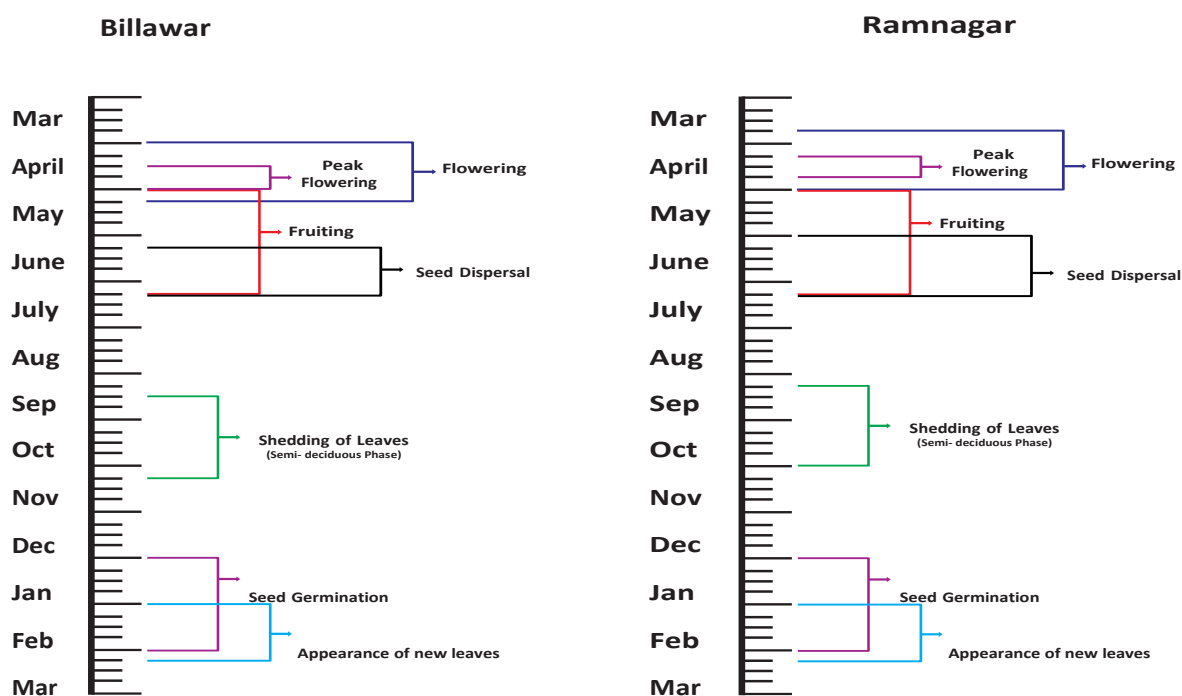 Billawar
Mar
April
May
June
July
Aug
Sep
Oct
Nov
Dec
Jan
Feb
Mar
Peak
Flowering
Flowering
Fruiting
Seed Dispersal
Shedding of Leaves
(Semi- deciduous Phase)
Seed Germination
Appearance of new leaves
Ramnagar
Mar
April
May
June
July
Aug
Sep
Oct
Nov
Dec
Jan
Feb
Mar
Peak
Flowering
Flowering
Fruiting
Seed Dispersal
Shedding of Leaves
(Semi- deciduous Phase)
Seed Germination
Appearance of new leaves